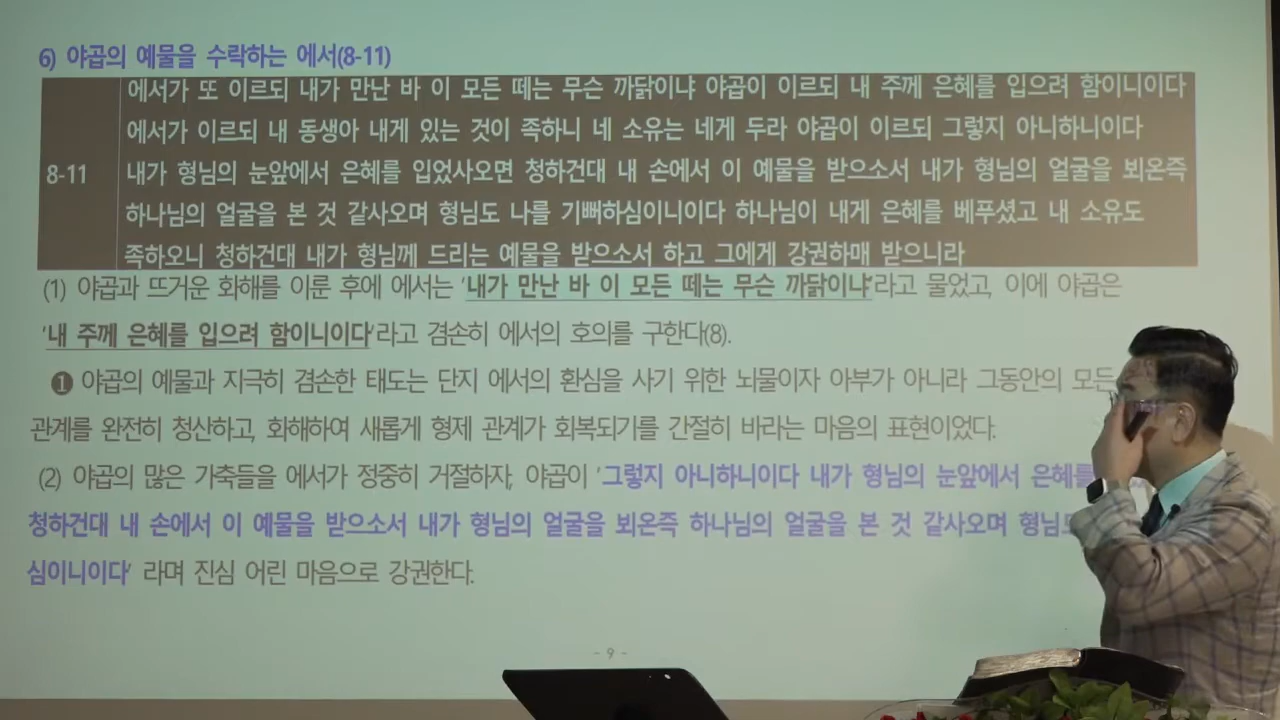 6) 야곱의 예물을 수락하는 에서(8-11)
8-11
에서가 또 이르되 내가 만난 바 이 모든 떼는 무슨 까닭이냐 야곱이 이르되 내 주께 은혜를 입으려 함이니이다
에서가 이르되 내 동생아 내게 있는 것이 족하니 네 소유는 네게 두라 야곱이 이르되 그렇지 아니하니이다
내가 형님의 눈앞에서 은혜를 입었사오면 청하건대 내 손에서 이 예물을 받으소서 내가 형님의 얼굴을 뵈온즉
하나님의 얼굴을 본 것 같사오며 형님도 나를 기뻐하심이니이다 하나님이 내게 은혜를 베푸셨고 내 소유도
족하오니 청하건대 내가 형님께 드리는 예물을 받으소서 하고 그에게 강권하매 받으니라
(1) 야곱과 뜨거운 화해를 이룬 후에 에서는 '내가 만난 바 이 모든 떼는 무슨 까닭이냐'라고 물었고, 이에 야곱은
'내 주께 은혜를 입으려 함이니이다'라고 겸손히 에서의 호의를 구한다(8).
❶ 야곱의 예물과 지극히 겸손한 태도는 단지 에서의 환심을 사기 위한 뇌물이자 아부가 아니라 그동안의 모든
관계를 완전히 청산하고, 화해하여 새롭게 형제 관계가 회복되기를 간절히 바라는 마음의 표현이었다.
(2) 야곱의 많은 가축들을 에서가 정중히 거절하자, 야곱이 '그렇지 아니하니이다 내가 형님의 눈앞에서 은혜를
청하건대 내 손에서 이 예물을 받으소서 내가 형님의 얼굴을 뵈온즉 하나님의 얼굴을 본 것 같사오며
심이니이다' 라며 진심 어린 마음으로 강권한다.
- 9 -